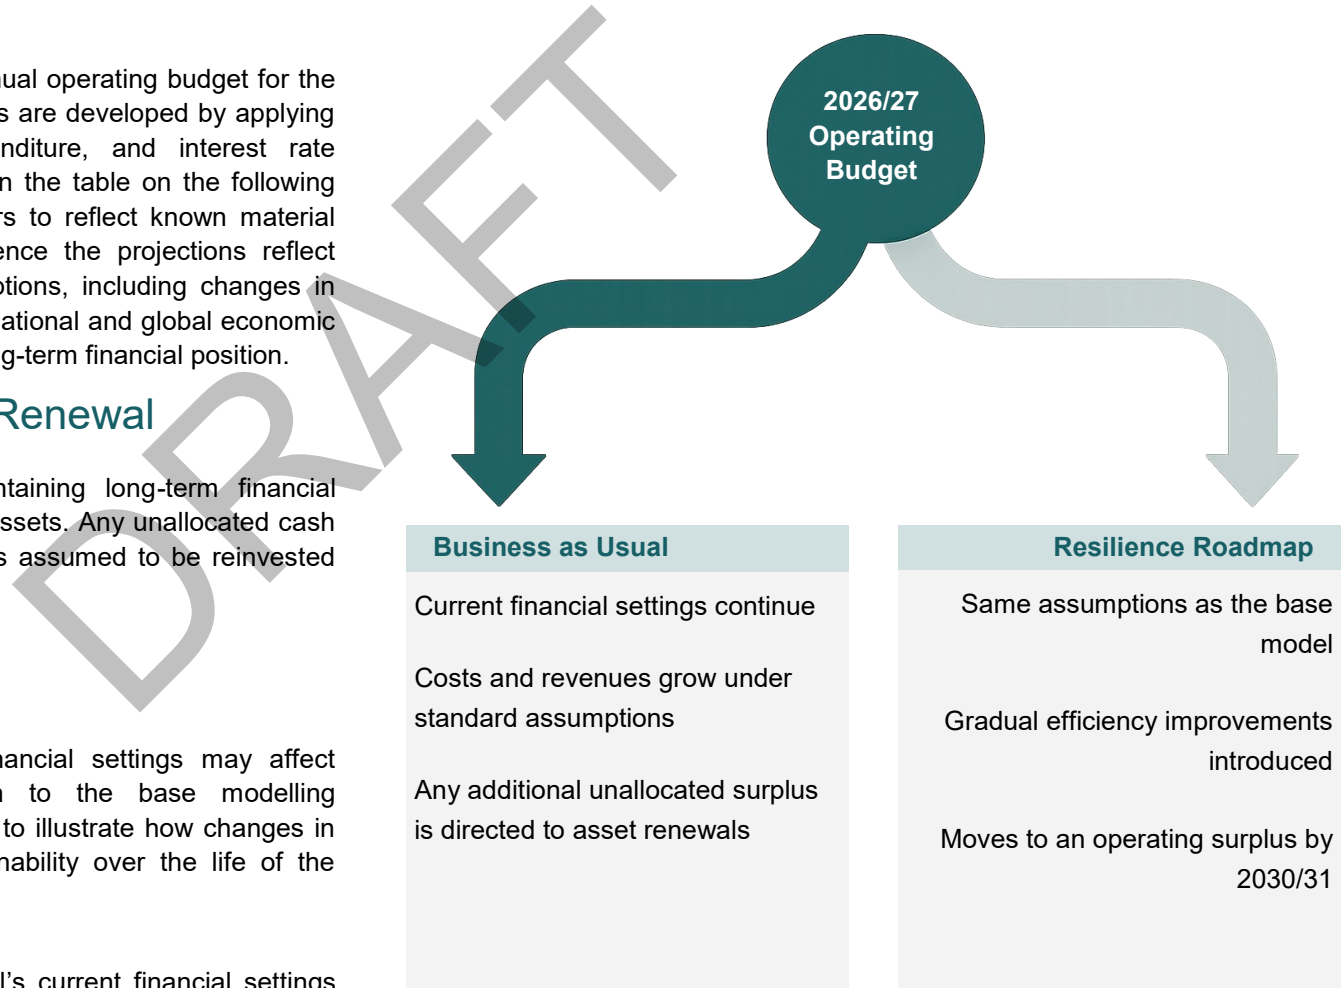 ual operating budget for the
s are developed by applying
nditure, and interest rate
n the table on the following
rs to reflect known material
ence the projections reflect
ptions, including changes in
ational and global economic
g-term financial position.
Renewal
ntaining long-term financial
ssets. Any unallocated cash
s assumed to be reinvested
nancial settings may affect
n to the base modelling
to illustrate how changes in
nability over the life of the
l's current financial settings
DRAFT
2026/27
Operating
Budget
Business as Usual
Current financial settings continue
Costs and revenues grow under
standard assumptions
Any additional unallocated surplus
is directed to asset renewals
Resilience Roadmap
Same assumptions as the base
model
Gradual efficiency improvements
introduced
Moves to an operating surplus by
2030/31